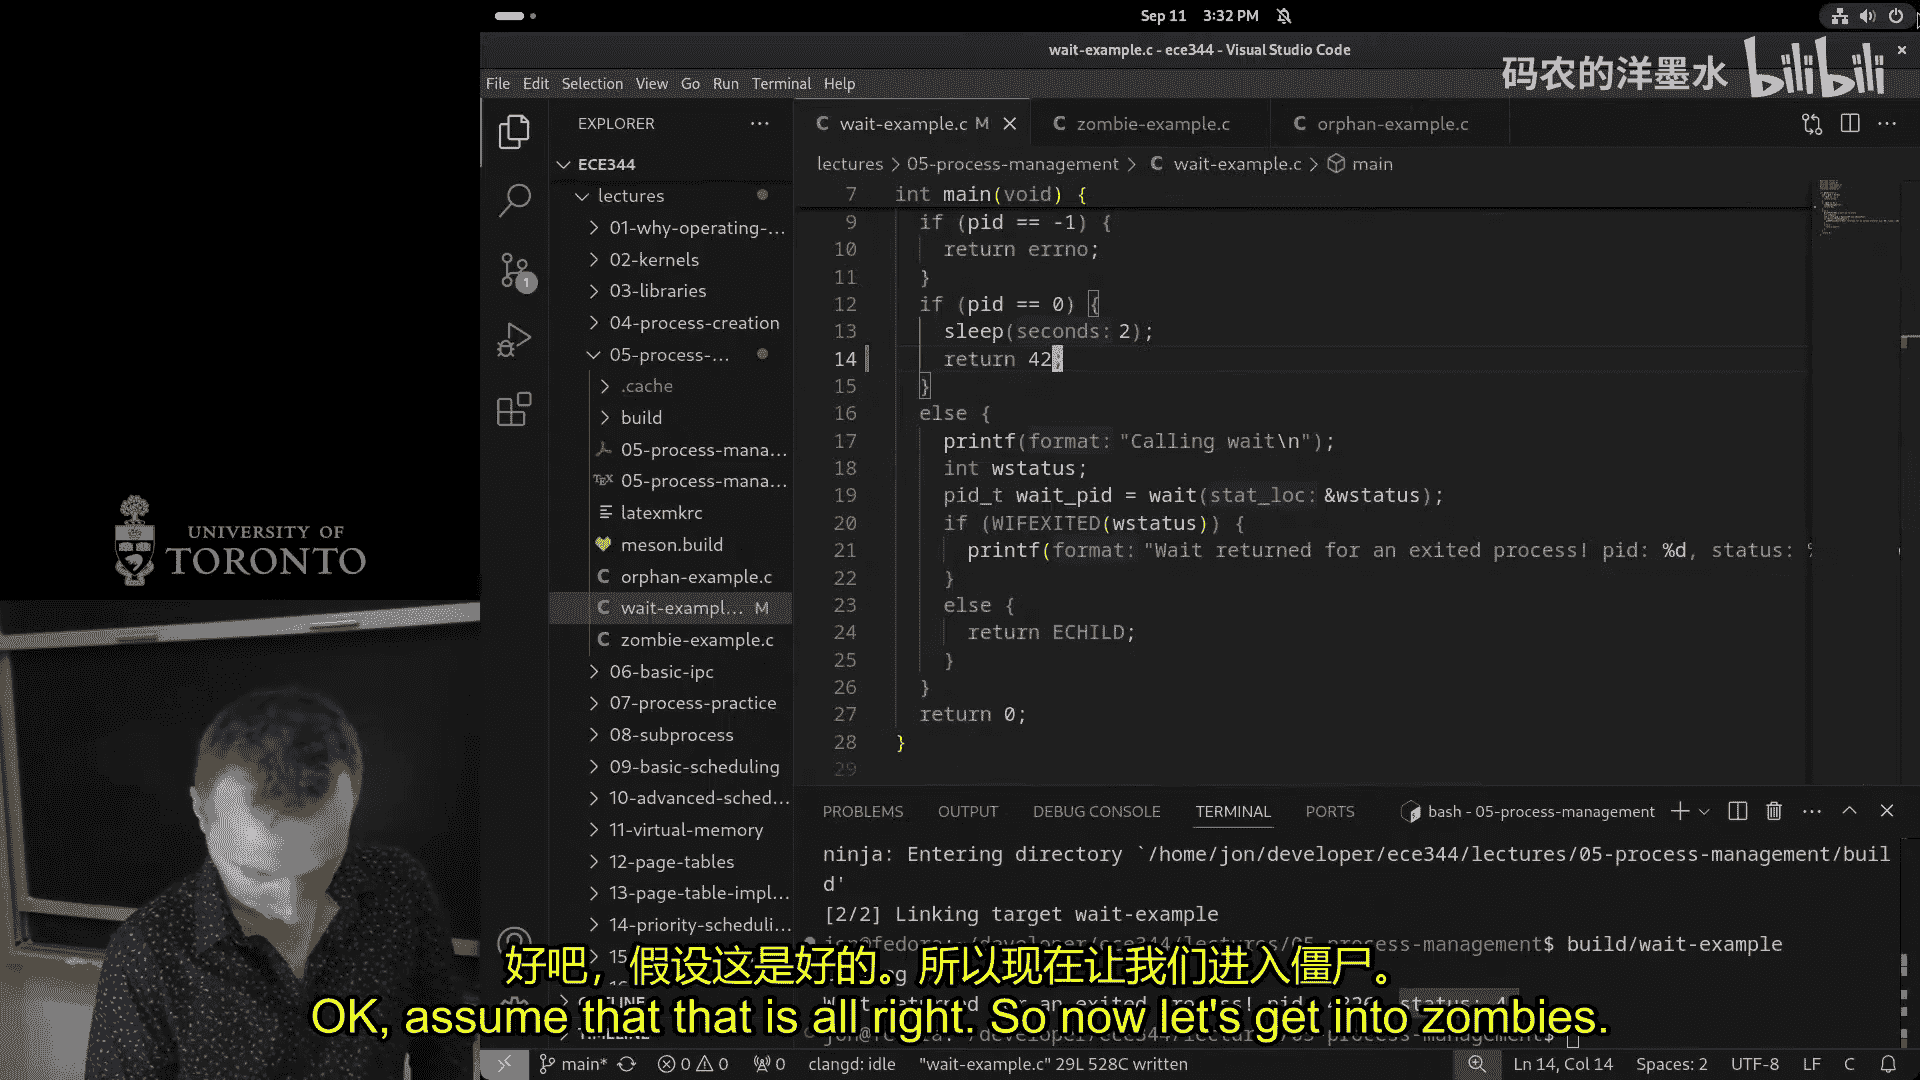 Sep 11 3:32 PM
wait-example.c - ece344 - Visual Studio Code
码农的洋墨水 bilibili
File Edit Selection View Go Run Terminal Help
EXPLORER
ECE344
lectures
01-why-operating-...
02-kernels
03-libraries
04-process-creation
05-process-...
.cache
build
05-process-mana...
05-process-mana...
latexmkrc
meson.build
orphan-example.c
wait-exampl... M
zombie-example.c
06-basic-ipc
07-process-practice
08-subprocess
09-basic-scheduling
10-advanced-sched...
11-virtual-memory
12-page-tables
13-page-table-impl...
14-priority-scheduli...
15
wait-example.c M
zombie-example.c
orphan-example.c
lectures > 05-process-management > C wait-example.c > main
7 int main(void) {
9 if (pid == -1) {
10 return errno;
11 }
12 if (pid == 0) {
13 sleep(seconds: 2);
14 return 42;
15 }
16 else {
17 printf(format: "Calling wait\n");
18 int wstatus;
19 pid_t wait_pid = wait(stat_loc: &wstatus);
20 if (WIFEXITED(wstatus)) {
21 printf(format: "Wait returned for an exited process! pid: %d, status:
22 }
23 else {
24 return ECHILD;
25 }
26 }
27 return 0;
28 }
29
PROBLEMS OUTPUT DEBUG CONSOLE TERMINAL PORTS bash - 05-process-management
ninja: Entering directory `/home/jon/developer/ece344/lectures/05-process-management/buil
d'
[2/2] Linking target wait-example
jon@fedora:~/developer/ece344/lectures/05-process-management$ build/wait-example
UNIVERSITY OF
TORONTO
好吧，假设这是好的。所以现在让我们进入僵尸。
OK, assume that that is all right. So now let's get into zombies.
main* 0 0 0 clangd: idle "wait-example.c" 29L 528C written Ln 14, Col 14 Spaces: 2 UTF-8 LF C